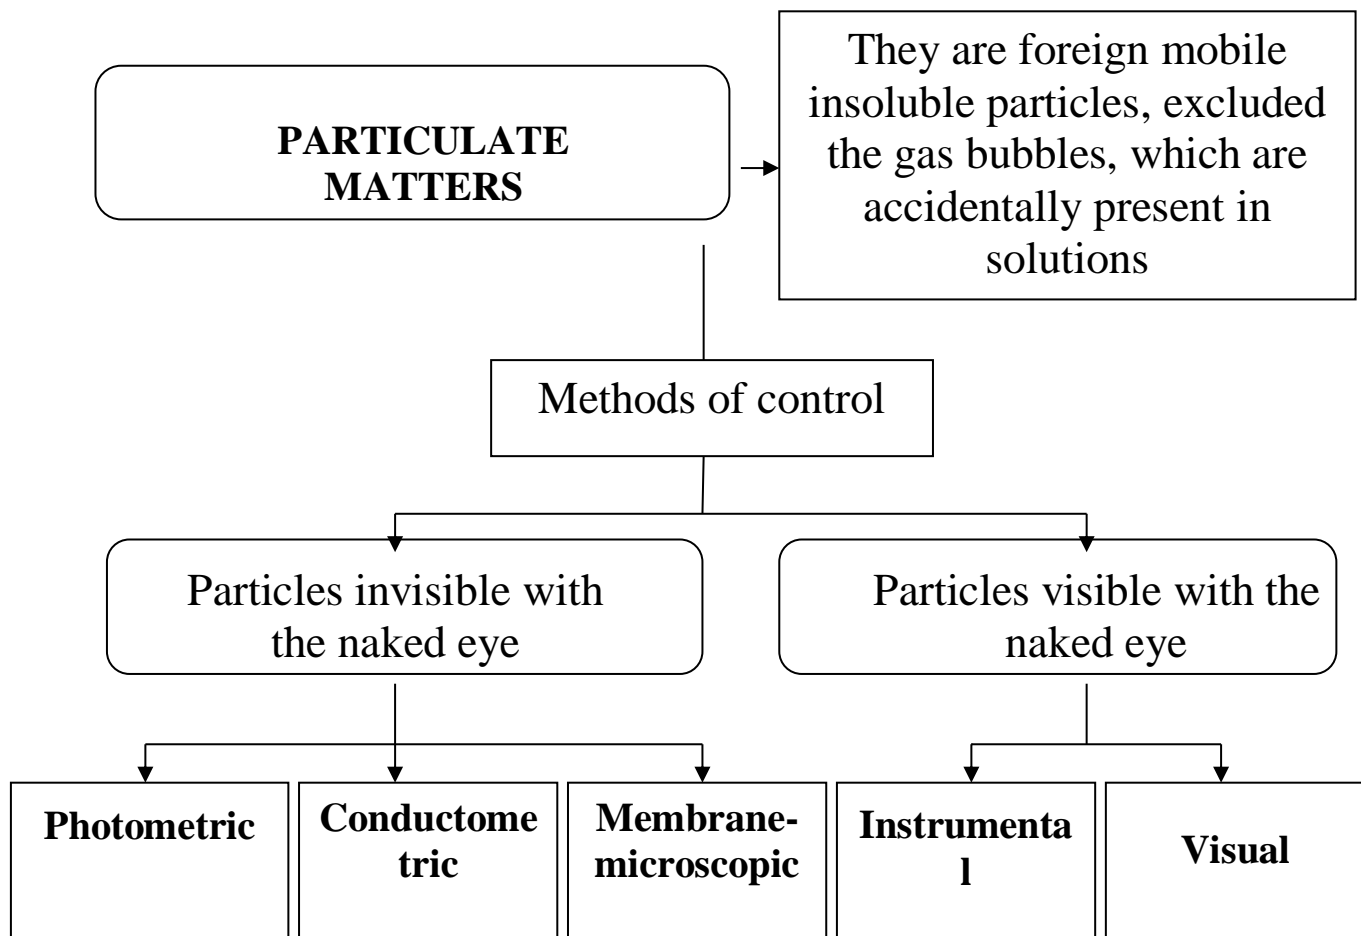 PARTICULATE
MATTERS
They are foreign mobile
insoluble particles, excluded
the gas bubbles, which are
accidentally present in
solutions
Methods of control
Particles invisible with
the naked eye
Particles visible with the
naked eye
Photometric
Conductome
tric
Membrane-
microscopic
Instrumenta
l
Visual